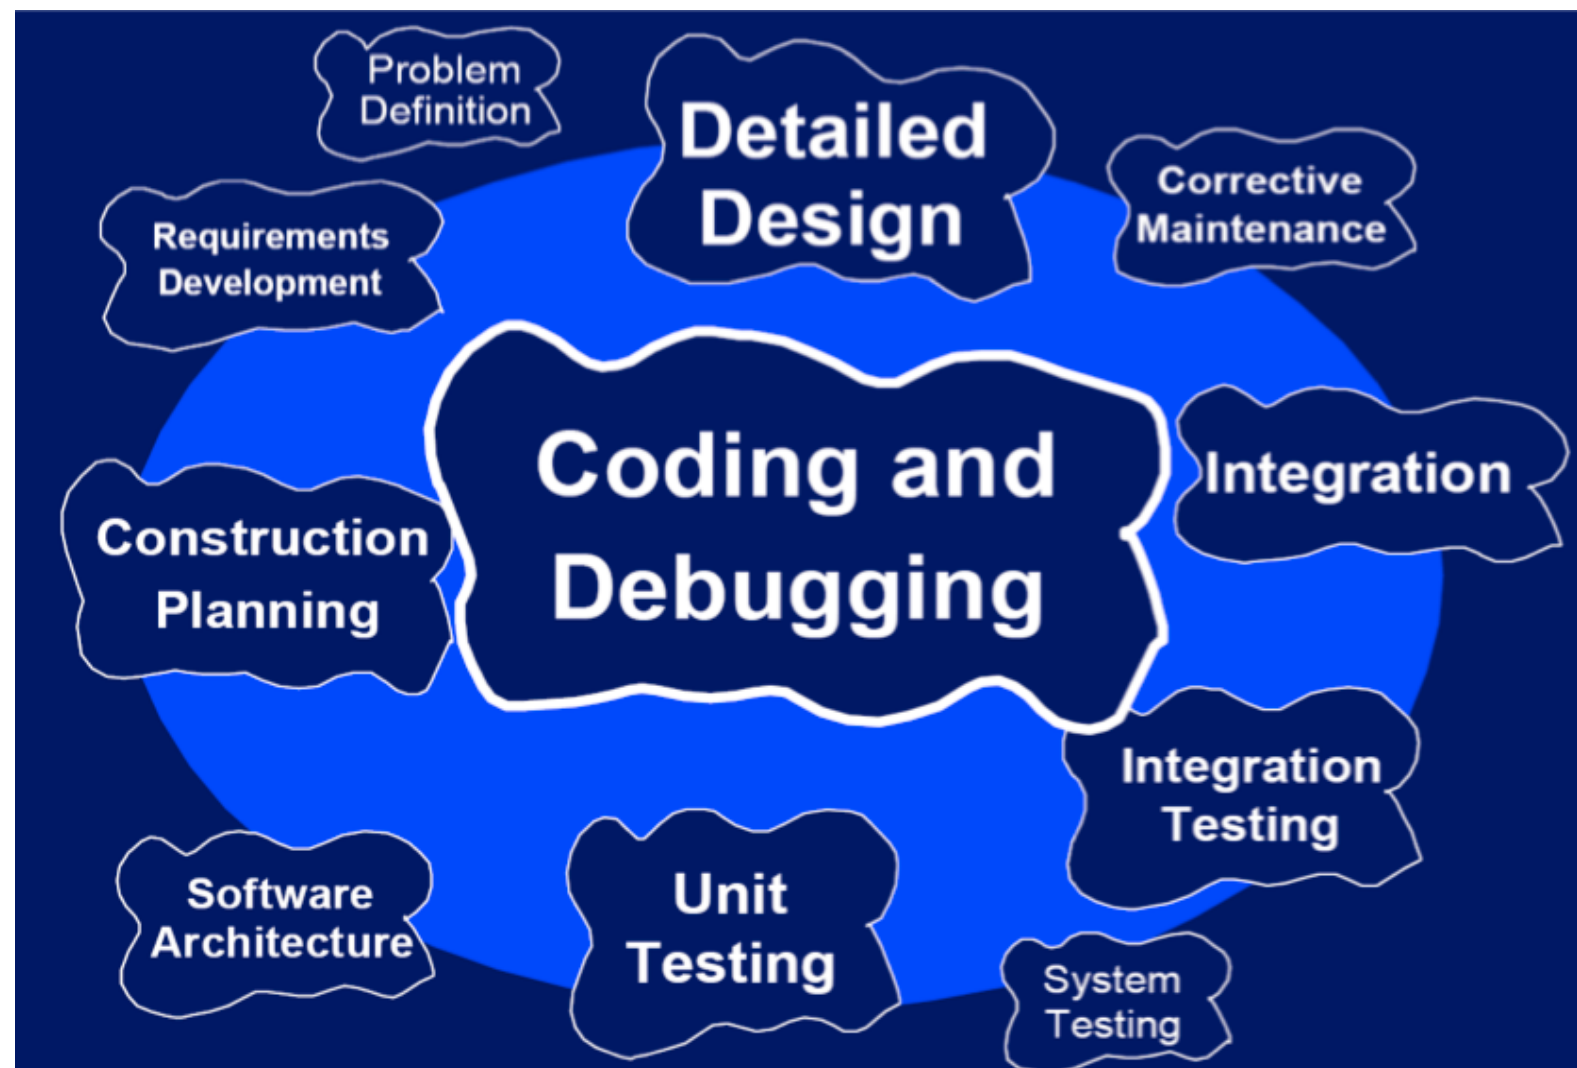 Problem
Definition
Detailed
Design
Corrective
Maintenance
Requirements
Development
Coding and
Debugging
Integration
Construction
Planning
Integration
Testing
Software
Architecture
Unit
Testing
System
Testing